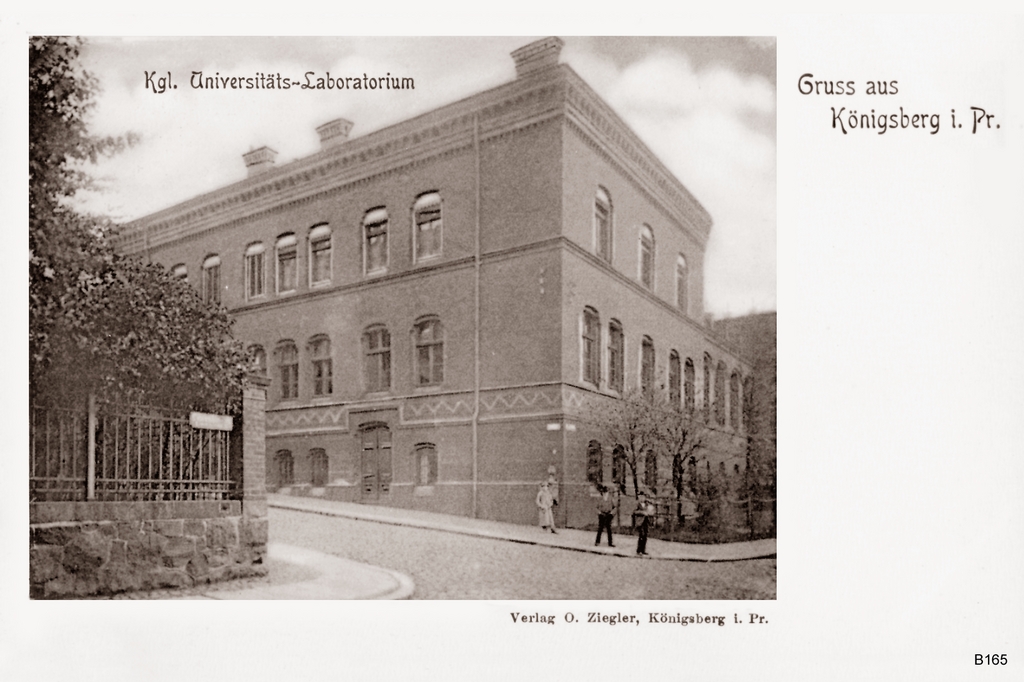 Kgl. Universitäts-Laboratorium
Gruss aus
Königsberg i. Pr.
Verlag O. Ziegler, Königsberg i. Pr.
B165